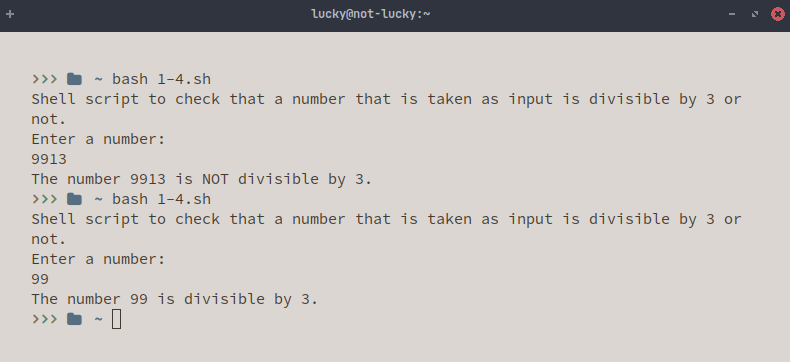 lucky@not-lucky:~
>>> ~ bash 1-4.sh
Shell script to check that a number that is taken as input is divisible by 3 or
not.
Enter a number:
9913
The number 9913 is NOT divisible by 3.
>>> ~ bash 1-4.sh
Shell script to check that a number that is taken as input is divisible by 3 or
not.
Enter a number:
99
The number 99 is divisible by 3.
>>> ~